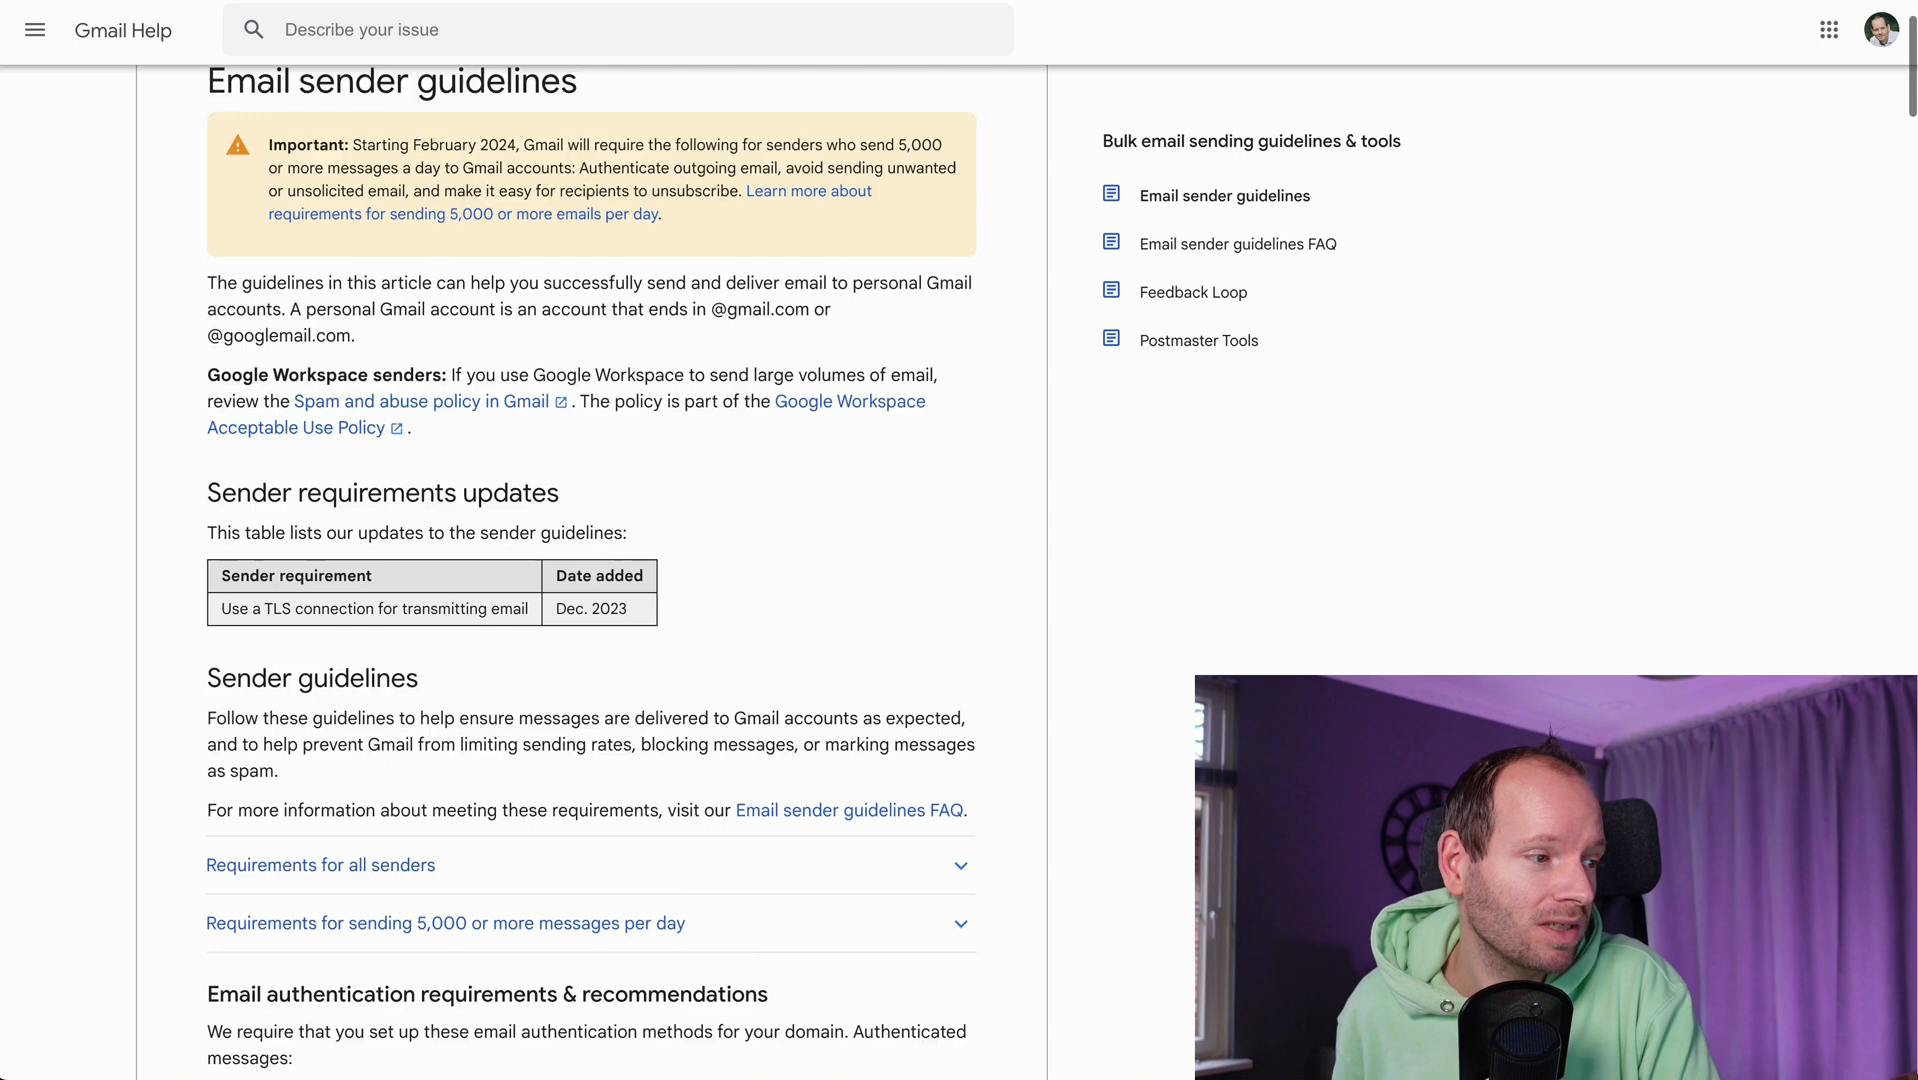 Gmail Help
Describe your issue
Email sender guidelines
Important: Starting February 2024, Gmail will require the following for senders who send 5,000
or more messages a day to Gmail accounts: Authenticate outgoing email, avoid sending unwanted
or unsolicited email, and make it easy for recipients to unsubscribe. Learn more about
requirements for sending 5,000 or more emails per day.
The guidelines in this article can help you successfully send and deliver email to personal Gmail
accounts. A personal Gmail account is an account that ends in @gmail.com or
@googlemail.com.
Google Workspace senders: If you use Google Workspace to send large volumes of email,
review the Spam and abuse policy in Gmail . The policy is part of the Google Workspace
Acceptable Use Policy .
Sender requirements updates
This table lists our updates to the sender guidelines:
Sender requirement Date added
Use a TLS connection for transmitting email Dec. 2023
Sender guidelines
Follow these guidelines to help ensure messages are delivered to Gmail accounts as expected,
and to help prevent Gmail from limiting sending rates, blocking messages, or marking messages
as spam.
For more information about meeting these requirements, visit our Email sender guidelines FAQ.
Requirements for all senders
Requirements for sending 5,000 or more messages per day
Email authentication requirements & recommendations
We require that you set up these email authentication methods for your domain. Authenticated
messages:
Bulk email sending guidelines & tools
Email sender guidelines
Email sender guidelines FAQ
Feedback Loop
Postmaster Tools